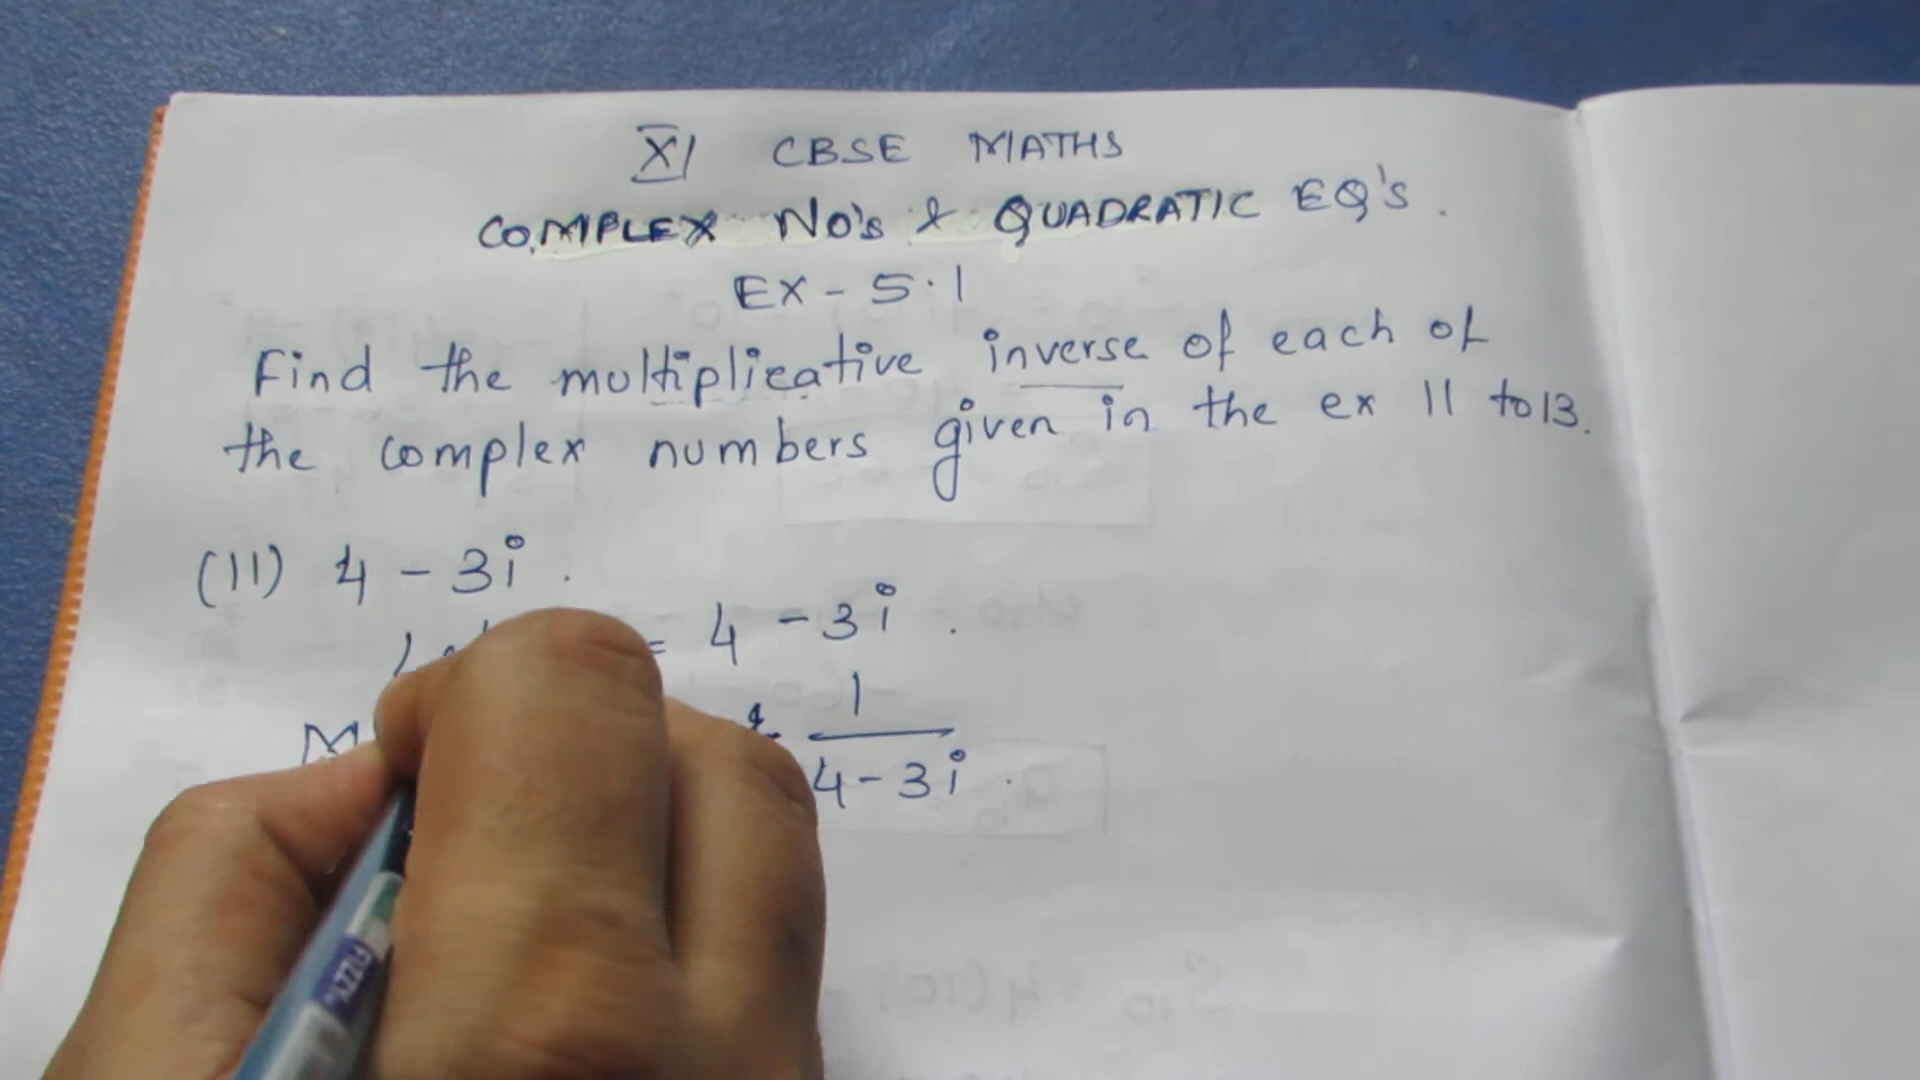 XI CBSE MATHS
COMPLEX NO'S & QUADRATIC EQ'S.
EX - 5.1
Find the multiplicative inverse of each of
the complex numbers given in the ex 11 to 13.
(11) 4 - 3i .
= 4 - 3i .
1
4 - 3i .